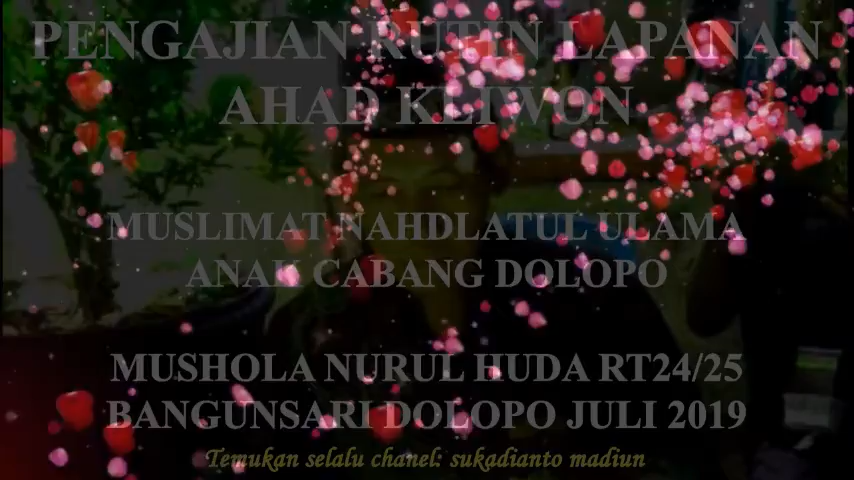 PENGAJIAN RUTIN LAPANAN
AHAD KLIWON
MUSLIMAT NAHDLATUL ULAMA
ANAK CABANG DOLOPO
MUSHOLA NURUL HUDA RT24/25
BANGUNSARI DOLOPO JULI 2019
Temukan selalu chanel: sukadianto madiun